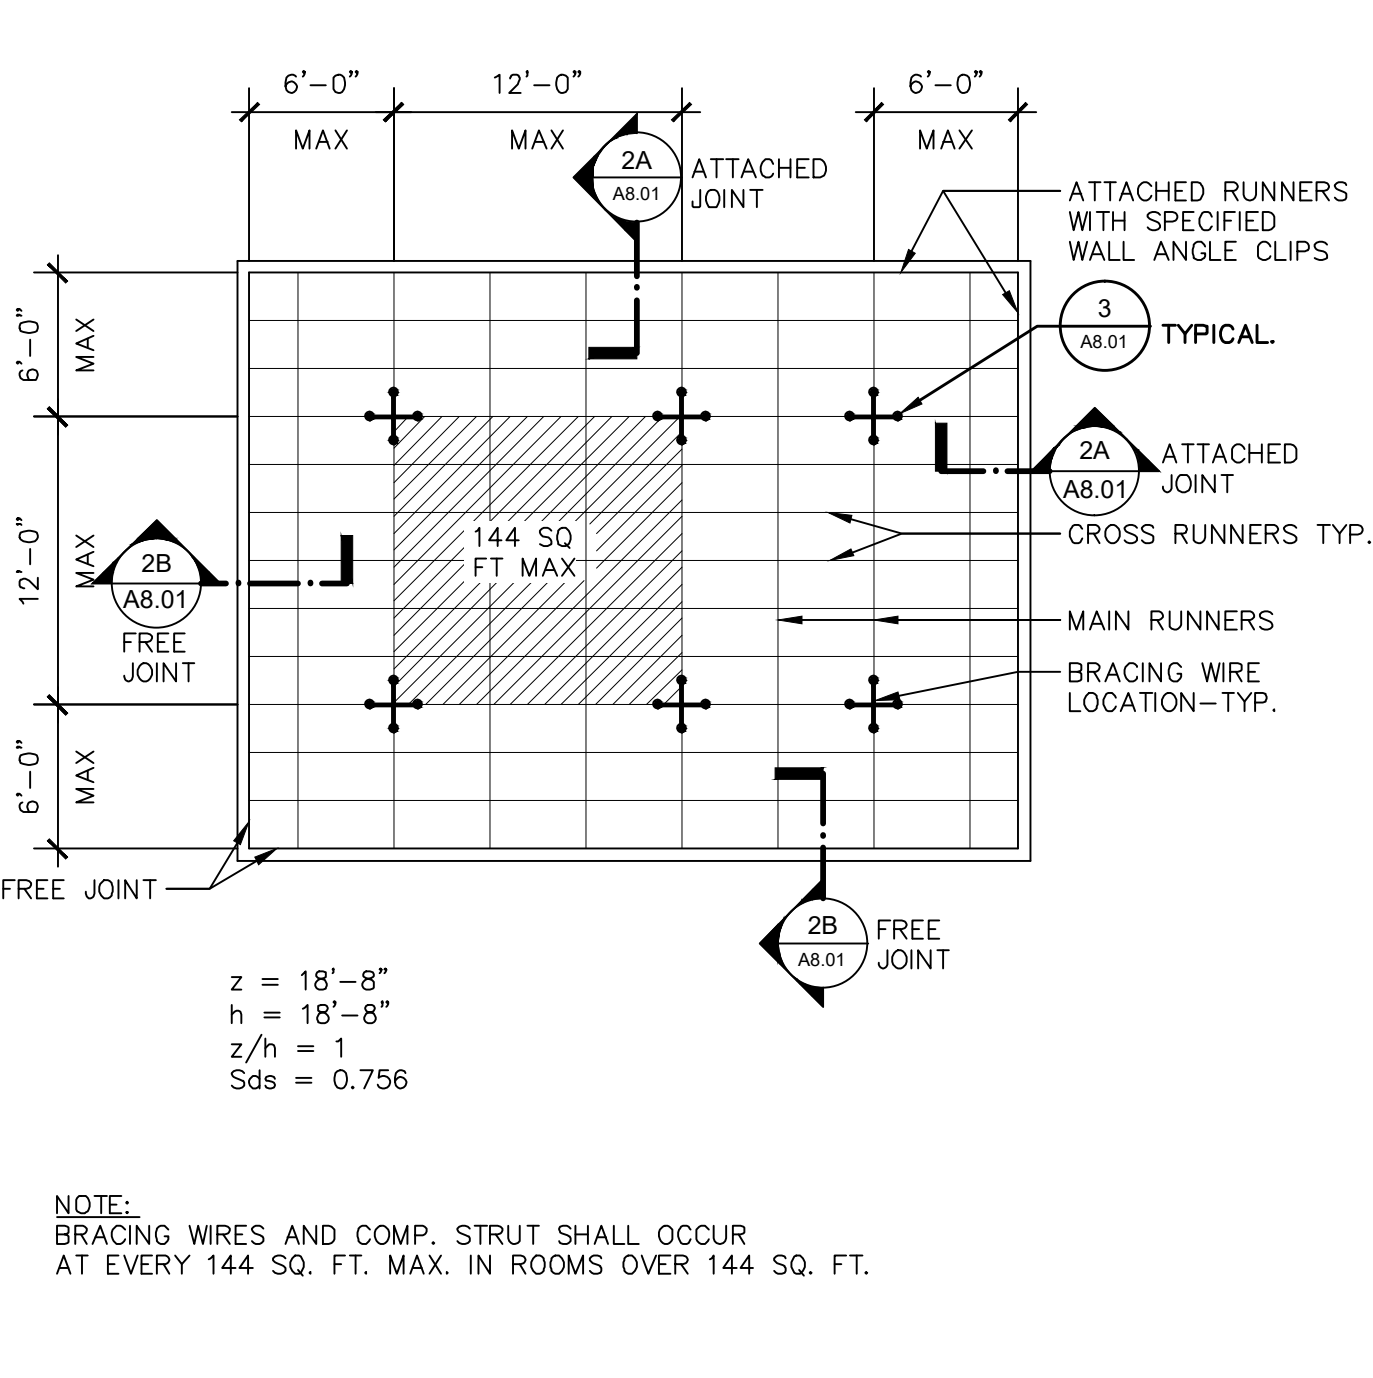 6'-0"
12'-0"
6'-0"
MAX
MAX
MAX
2A
A8.01
ATTACHED
JOINT
ATTACHED RUNNERS
WITH SPECIFIED
WALL ANGLE CLIPS
3
A8.01
TYPICAL.
6'-0"
MAX
2A
A8.01
ATTACHED
JOINT
12'-0"
MAX
144 SQ
FT MAX
CROSS RUNNERS TYP.
2B
A8.01
FREE
JOINT
MAIN RUNNERS
BRACING WIRE
LOCATION-TYP.
6'-0"
MAX
FREE JOINT
2B
A8.01
FREE
JOINT
z = 18'-8"
h = 18'-8"
z/h = 1
Sds = 0.756
NOTE:
BRACING WIRES AND COMP. STRUT SHALL OCCUR
AT EVERY 144 SQ. FT. MAX. IN ROOMS OVER 144 SQ. FT.